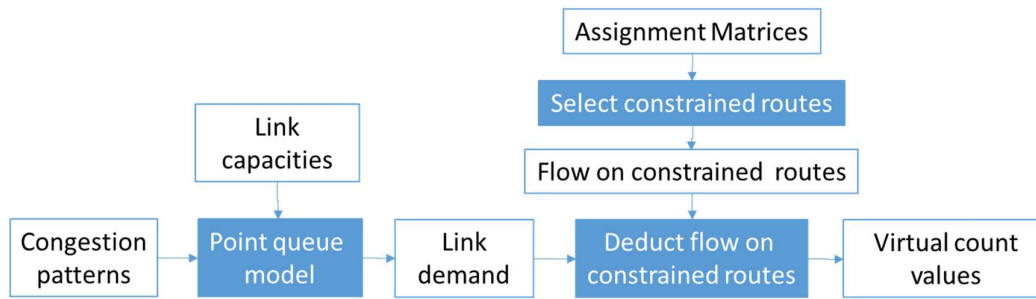 Assignment Matrices
Select constrained routes
Link
capacities
Flow on constrained routes
Congestion
patterns
Point queue
model
Link
demand
Deduct flow on
constrained routes
Virtual count
values